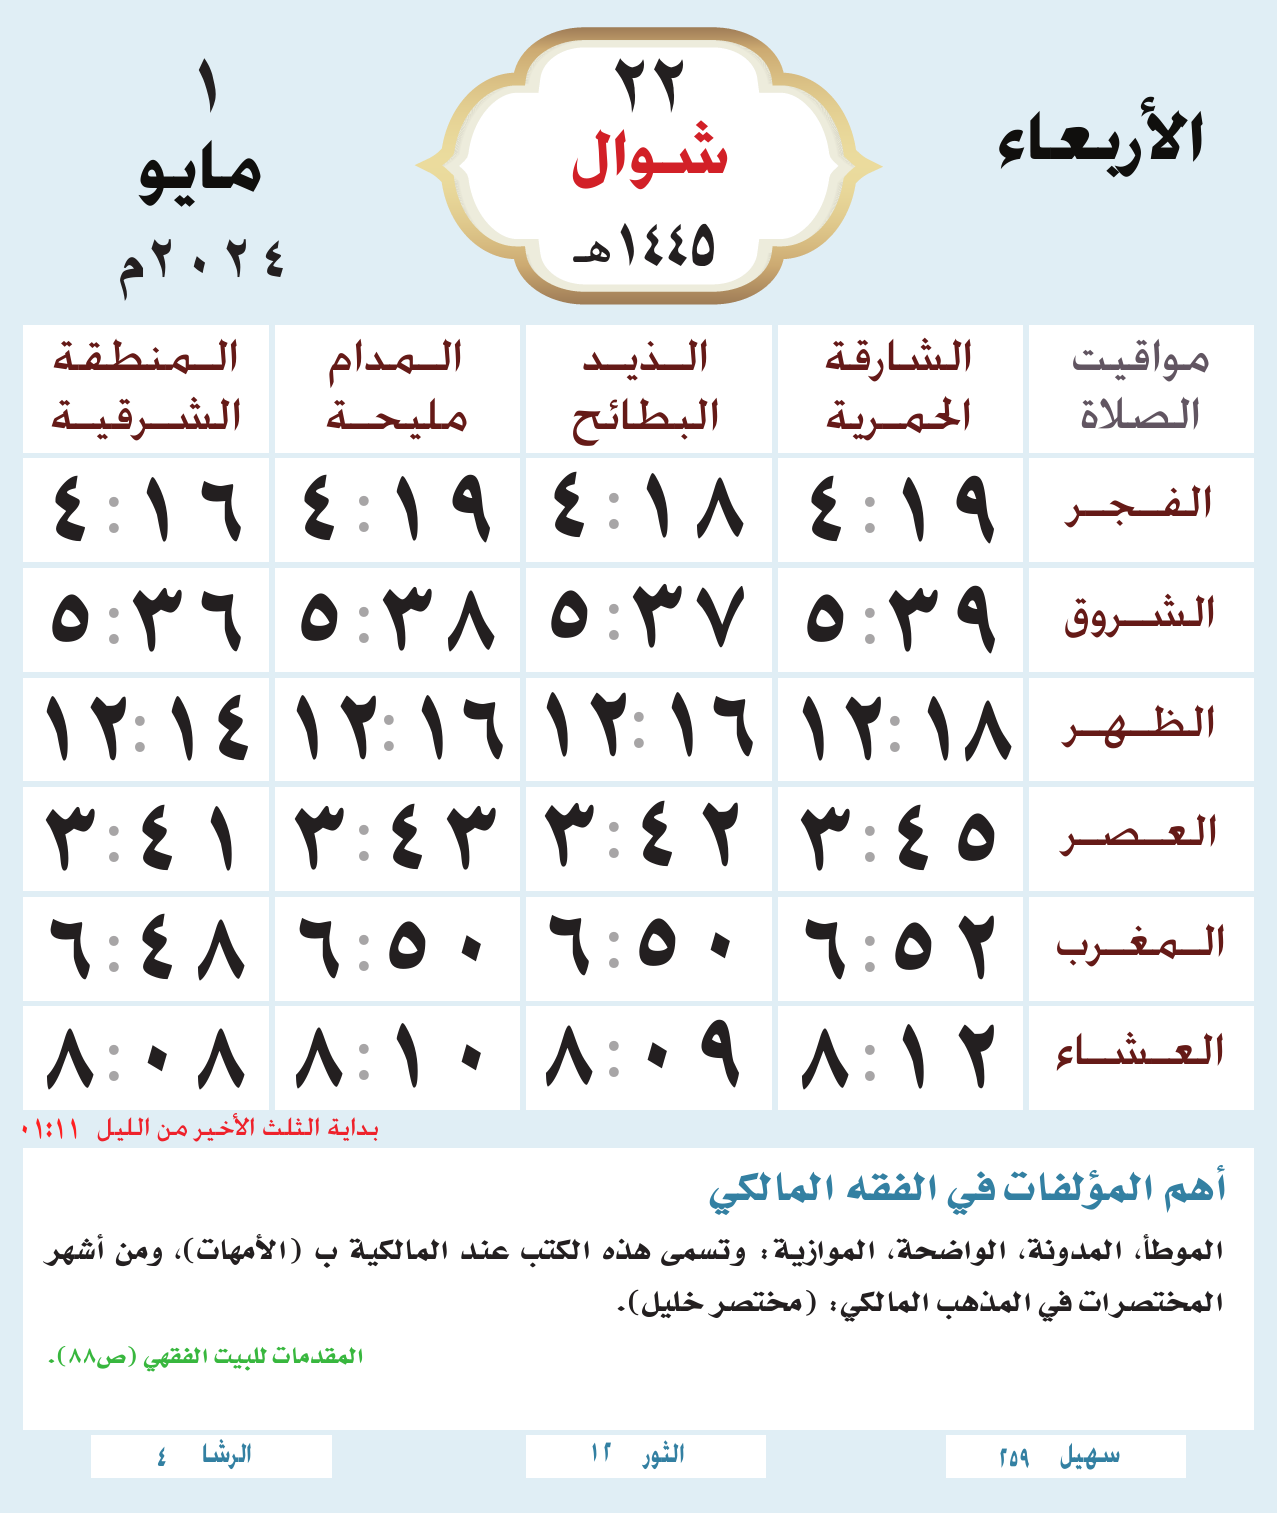 الأربعاء
٢٢
شوال
١٤٤٥هـ
١
مايو
٢٠٢٤م
مواقيت الصلاة
الشارقة الحمرية
الذيد البطائح
المدام مليحة
المنطقة الشرقية
الفجر ٤:١٩ ٤:١٨ ٤:١٩ ٤:١٦
الشروق ٥:٣٩ ٥:٣٧ ٥:٣٨ ٥:٣٦
الظهر ١٢:١٨ ١٢:١٦ ١٢:١٦ ١٢:١٤
العصر ٣:٤٥ ٣:٤٢ ٣:٤٣ ٣:٤١
المغرب ٦:٥٢ ٦:٥٠ ٦:٥٠ ٦:٤٨
العشاء ٨:١٢ ٨:٠٩ ٨:١٠ ٨:٠٨
بداية الثلث الأخير من الليل ٠١:١١
أهم المؤلفات في الفقه المالكي
الموطأ، المدونة، الواضحة، الموازية: وتسمى هذه الكتب عند المالكية ب (الأمهات)، ومن أشهر
المختصرات في المذهب المالكي: (مختصر خليل).
المقدمات للبيت الفقهي (ص٨٨).
سهيل ٢٥٩
الثور ١٢
الرشا ٤